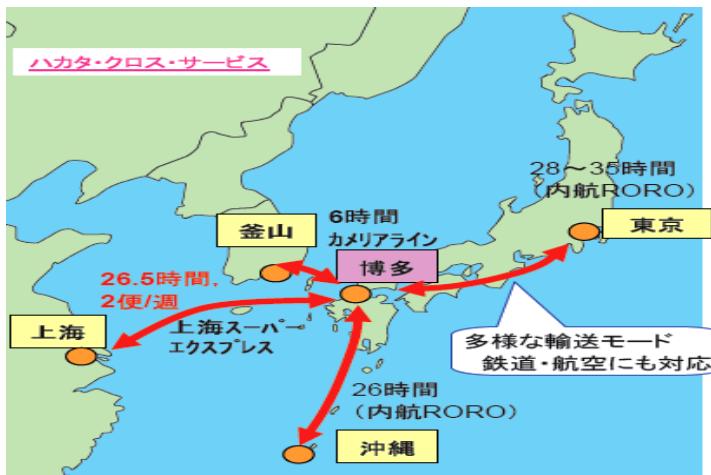 ハカタ・クロス・サービス
28~35時間
(内航RORO)
釜山
6時間
カメリアライン
東京
博多
26.5時間,
2便/週
上海
上海スーパー
エクスプレス
多様な輸送モード
鉄道・航空にも対応
26時間
(内航RORO)
沖縄